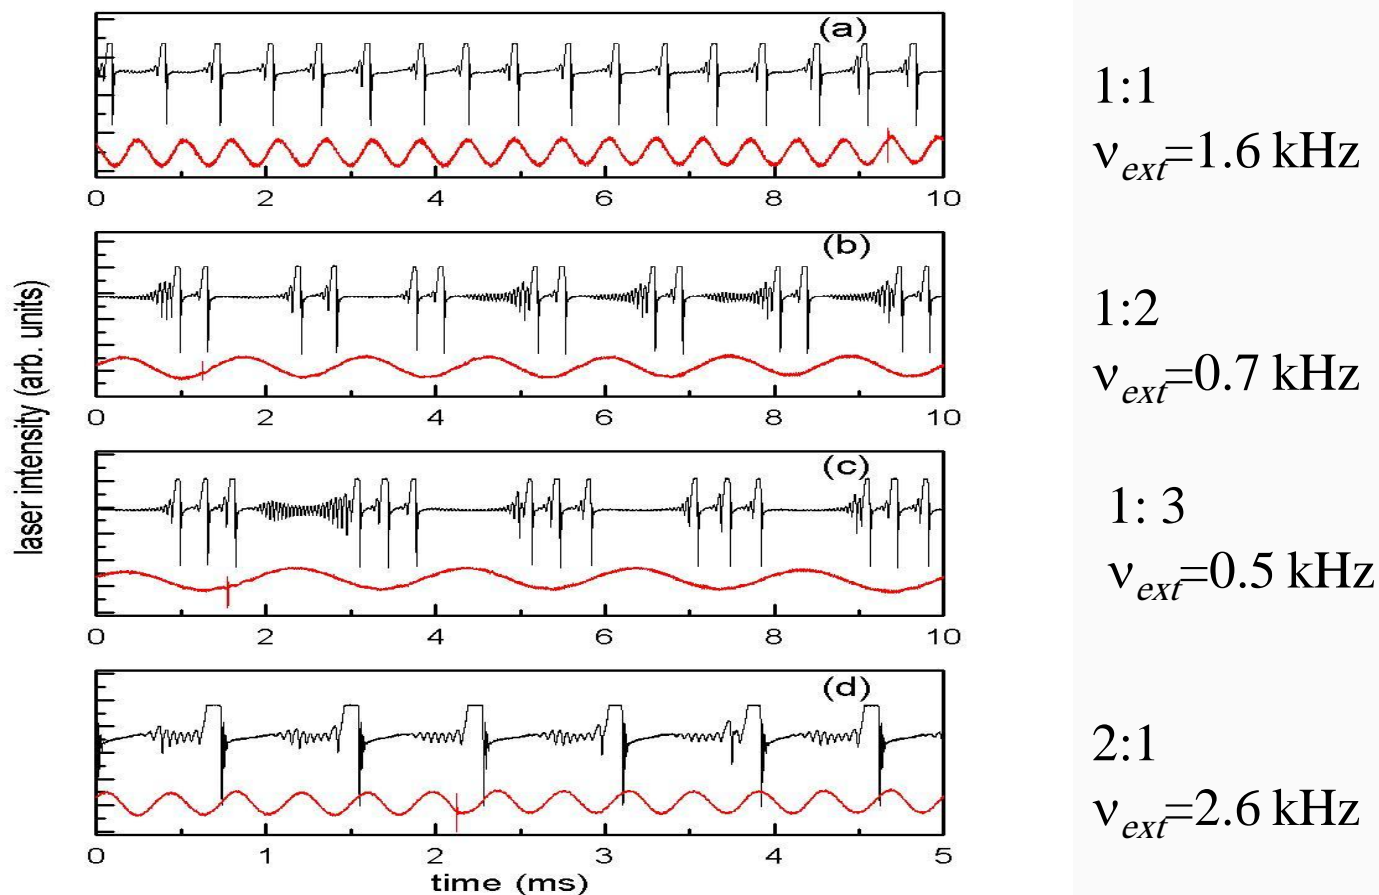 laser intensity (arb. units)
(a)
0 2 4 6 8 10
1:1
νext=1.6 kHz
(b)
0 2 4 6 8 10
1:2
νext=0.7 kHz
(c)
0 2 4 6 8 10
1: 3
νext=0.5 kHz
(d)
0 1 2 3 4 5
time (ms)
2:1
νext=2.6 kHz